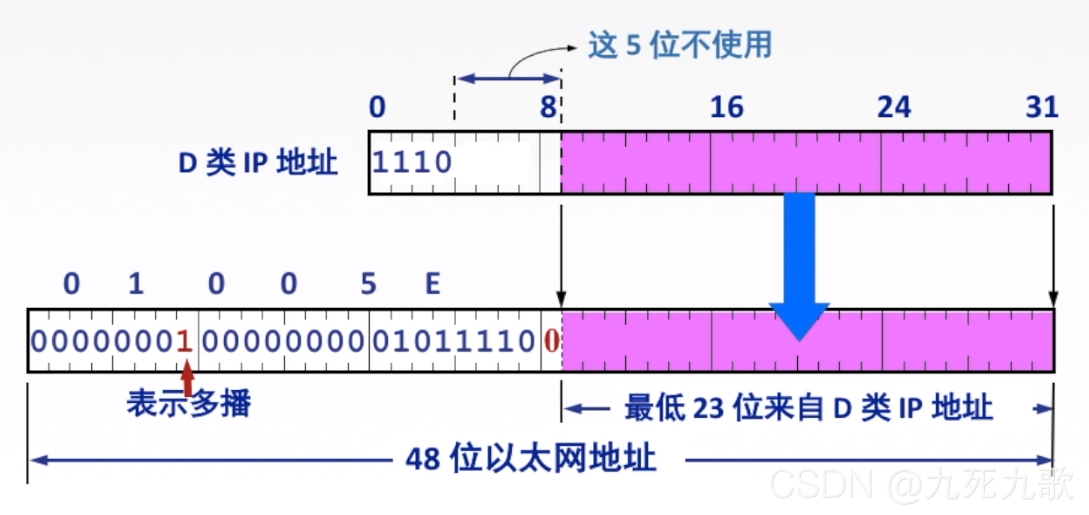 这 5 位不使用
0 8 16 24 31
D 类 IP 地址 1110
0 1 0 0 5 E
00000001 00000000 01011110 0
表示多播
最低 23 位来自 D 类 IP 地址
48 位以太网地址
CSDN @九死九歌